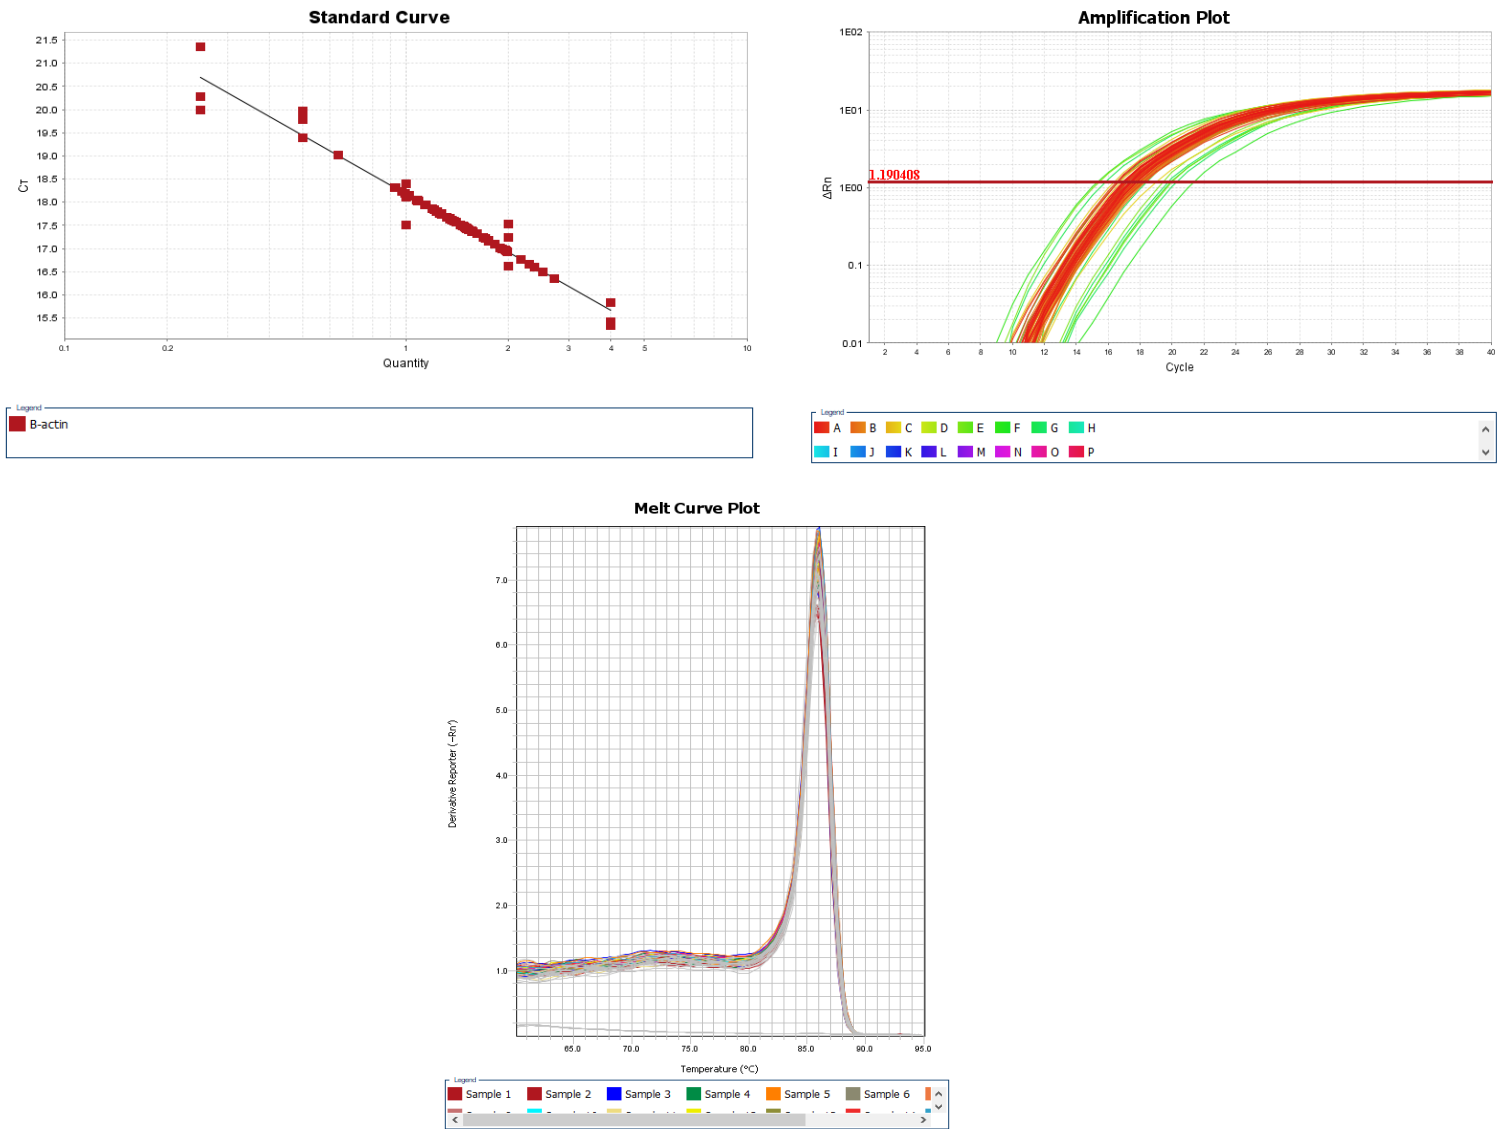 Standard Curve
21.5
21.0
20.5
20.0
19.5
19.0
18.5
18.0
17.5
17.0
16.5
16.0
15.5
CT
0.1 0.2 1 2 3 4 5 10
Quantity
Legend
B-actin
Amplification Plot
1E02
1E01
1.190408
1E00
0.1
0.01
ΔRn
2 4 6 8 10 12 14 16 18 20 22 24 26 28 30 32 34 36 38 40
Cycle
Legend
A B C D E F G H
I J K L M N O P
Melt Curve Plot
7.0
6.0
5.0
4.0
3.0
2.0
1.0
Derivative Reporter (-Rn')
65.0 70.0 75.0 80.0 85.0 90.0 95.0
Temperature (°C)
Legend
Sample 1 Sample 2 Sample 3 Sample 4 Sample 5 Sample 6